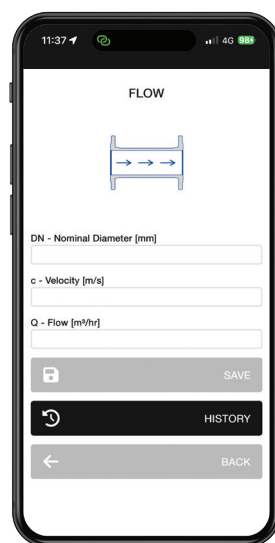 11:37 4G 98
FLOW
DN - Nominal Diameter [mm]
c - Velocity [m/s]
Q - Flow [m³/hr]
SAVE
HISTORY
BACK